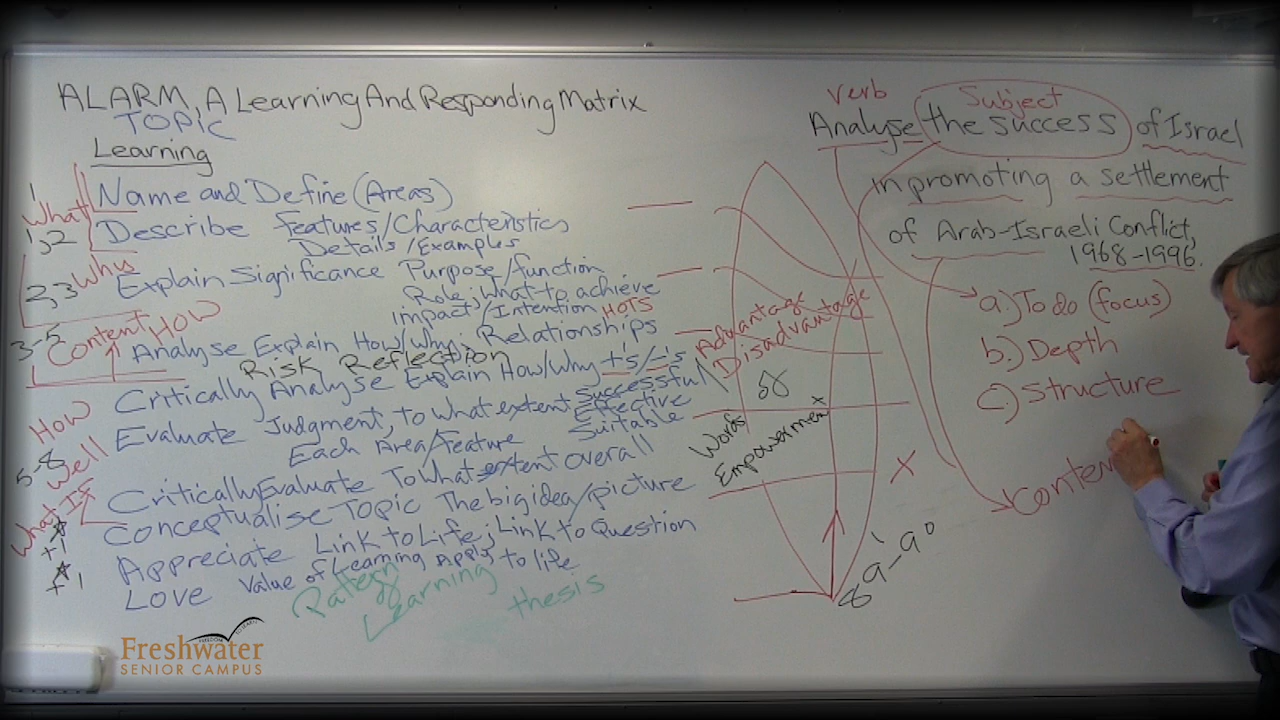 ALARM, A Learning And Responding Matrix
TOPIC
Learning
1
What
Name and Define (Areas)
1,2
Describe Features/Characteristics
Details/Examples
Why
2,3
Explain Significance Purpose/function
Role; what to achieve
impact/Intention HOTS
3-5
Content HOW
Analyse Explain How/Why; Relationships
Risk Reflection
Critically Analyse Explain How/Why +'s/-'s
How
Evaluate Judgment, to what extent successful
Effective
Each Area/feature Suitable
5-8
Well
Critically Evaluate To what extent overall
What If
Conceptualise Topic The big idea/picture
+1
Appreciate Link to Life; Link to Question
+1
Love Value of Learning Apply to life
Learning
thesis
Freshwater
SENIOR CAMPUS
Advantage
Disadvantage
Words
Empowerment
x
X
verb
Subject
Analyse the success of Israel
in promoting a settlement
of Arab-Israeli Conflict,
1968-1996.
a.) To do (focus)
b.) Depth
c.) Structure
Conten